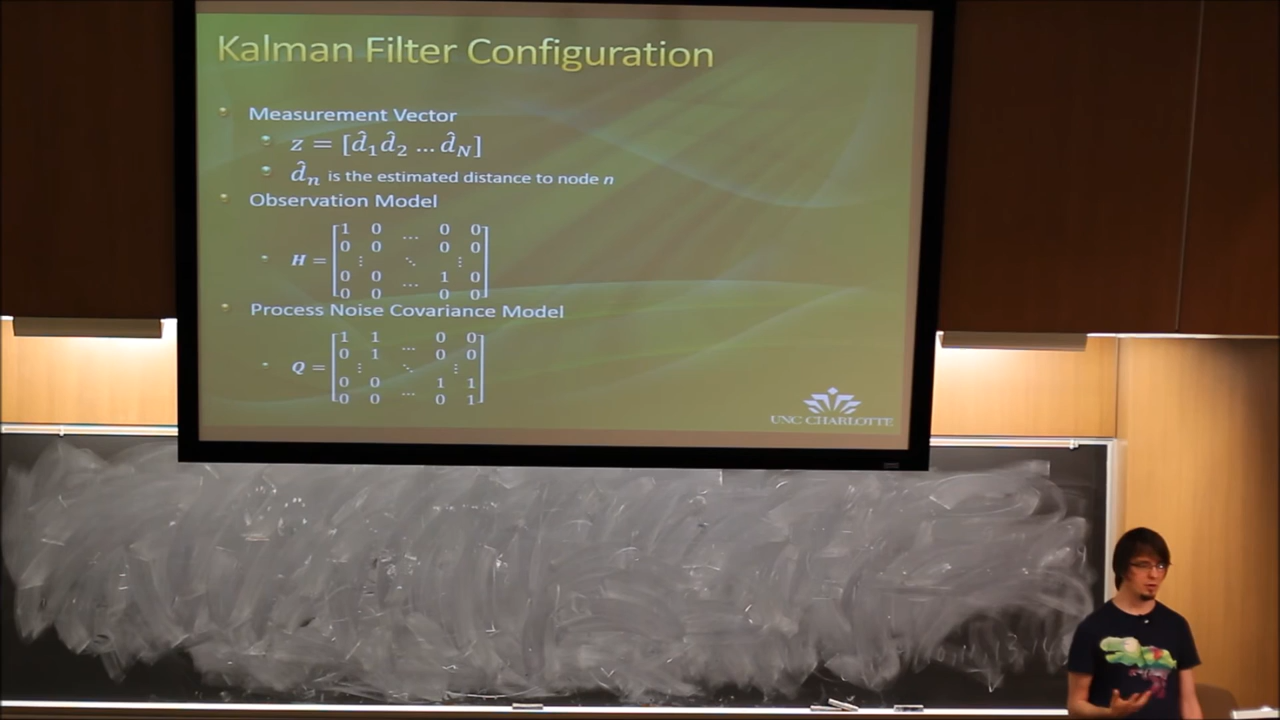 Kalman Filter Configuration
Measurement Vector
z = [d̂₁d̂₂ … d̂_N]
d̂ₙ is the estimated distance to node n
Observation Model
H = [1 0 … 0 0
0 0 0 0
⋮ ⋱ ⋮
0 0 … 1 0
0 0 0 0]
Process Noise Covariance Model
Q = [1 1 … 0 0
0 1 0 0
⋮ ⋱ ⋮
0 0 … 1 1
0 0 0 1]
UNC CHARLOTTE